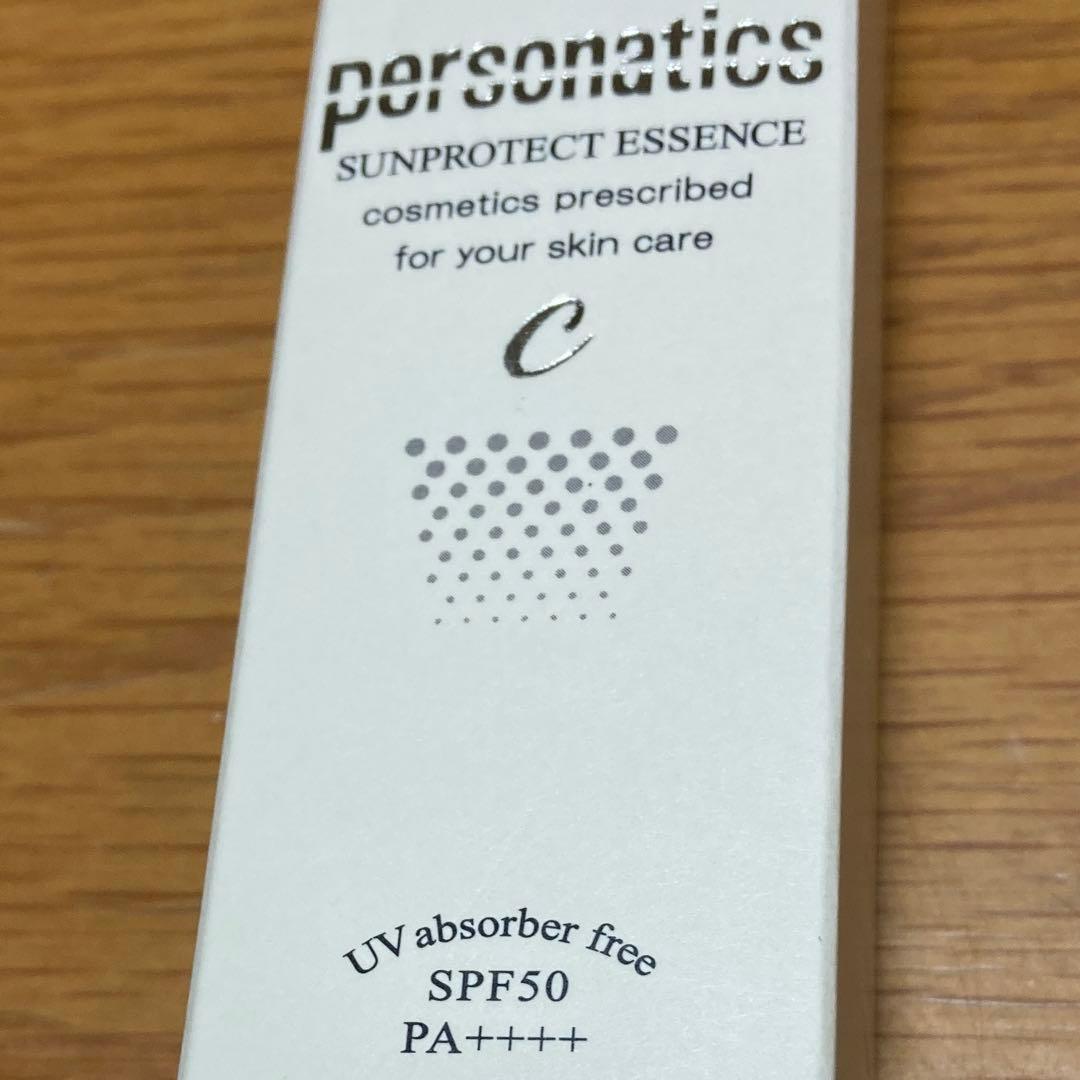 personatics
SUNPROTECT ESSENCE
cosmetics prescribed
for your skin care
C
UV absorber free
SPF50
PA++++